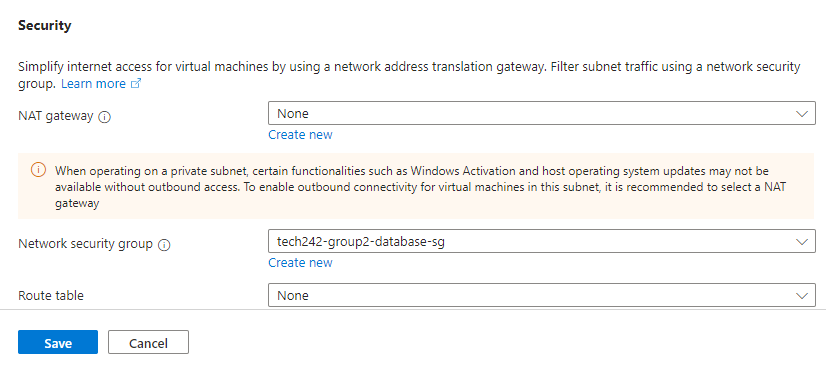 Security
Simplify internet access for virtual machines by using a network address translation gateway. Filter subnet traffic using a network security
group. Learn more
NAT gateway
None
Create new
When operating on a private subnet, certain functionalities such as Windows Activation and host operating system updates may not be
available without outbound access. To enable outbound connectivity for virtual machines in this subnet, it is recommended to select a NAT
gateway
Network security group
tech242-group2-database-sg
Create new
Route table
None
Save
Cancel